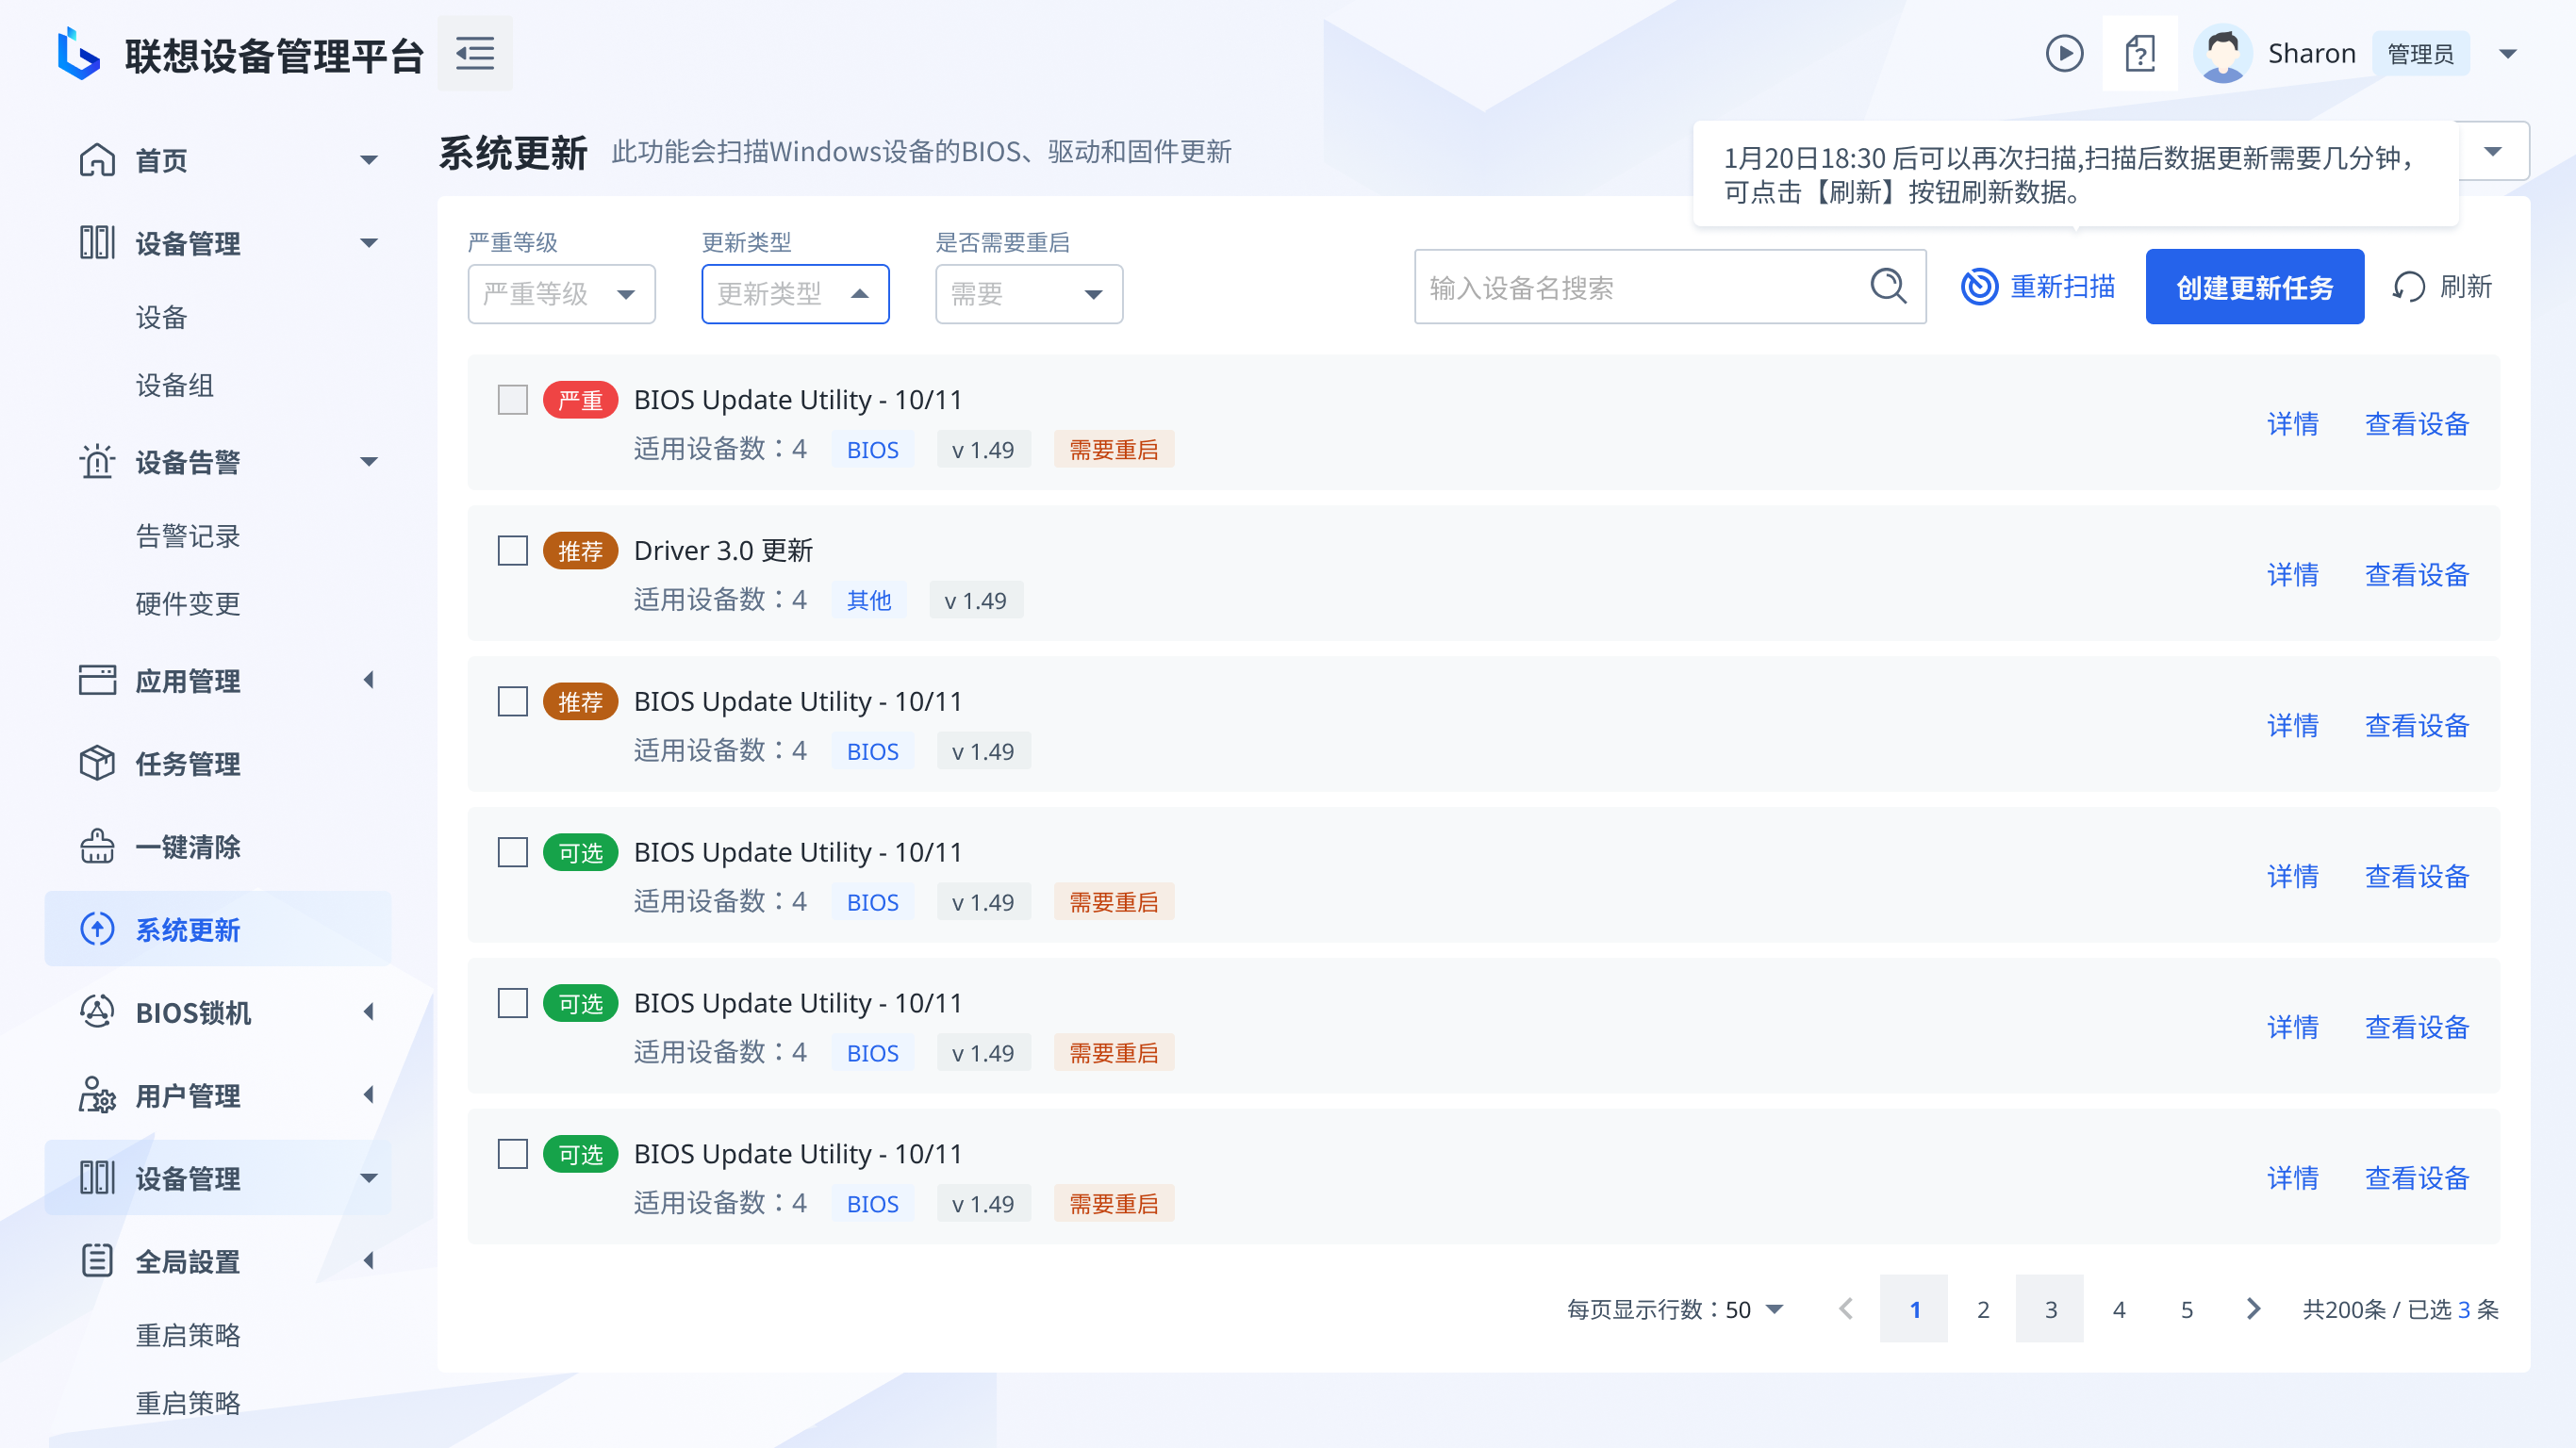 联想设备管理平台
Sharon
管理员
首页
设备管理
设备
设备组
设备告警
告警记录
硬件变更
应用管理
任务管理
一键清除
系统更新
BIOS锁机
用户管理
设备管理
全局設置
重启策略
重启策略
系统更新
此功能会扫描Windows设备的BIOS、驱动和固件更新
1月20日18:30 后可以再次扫描,扫描后数据更新需要几分钟，
可点击【刷新】按钮刷新数据。
严重等级
更新类型
是否需要重启
严重等级
更新类型
需要
输入设备名搜索
重新扫描
创建更新任务
刷新
严重 BIOS Update Utility - 10/11
适用设备数：4 BIOS v 1.49 需要重启
详情 查看设备
推荐 Driver 3.0 更新
适用设备数：4 其他 v 1.49
详情 查看设备
推荐 BIOS Update Utility - 10/11
适用设备数：4 BIOS v 1.49
详情 查看设备
可选 BIOS Update Utility - 10/11
适用设备数：4 BIOS v 1.49 需要重启
详情 查看设备
可选 BIOS Update Utility - 10/11
适用设备数：4 BIOS v 1.49 需要重启
详情 查看设备
可选 BIOS Update Utility - 10/11
适用设备数：4 BIOS v 1.49 需要重启
详情 查看设备
每页显示行数：50 1 2 3 4 5 共200条 / 已选 3 条